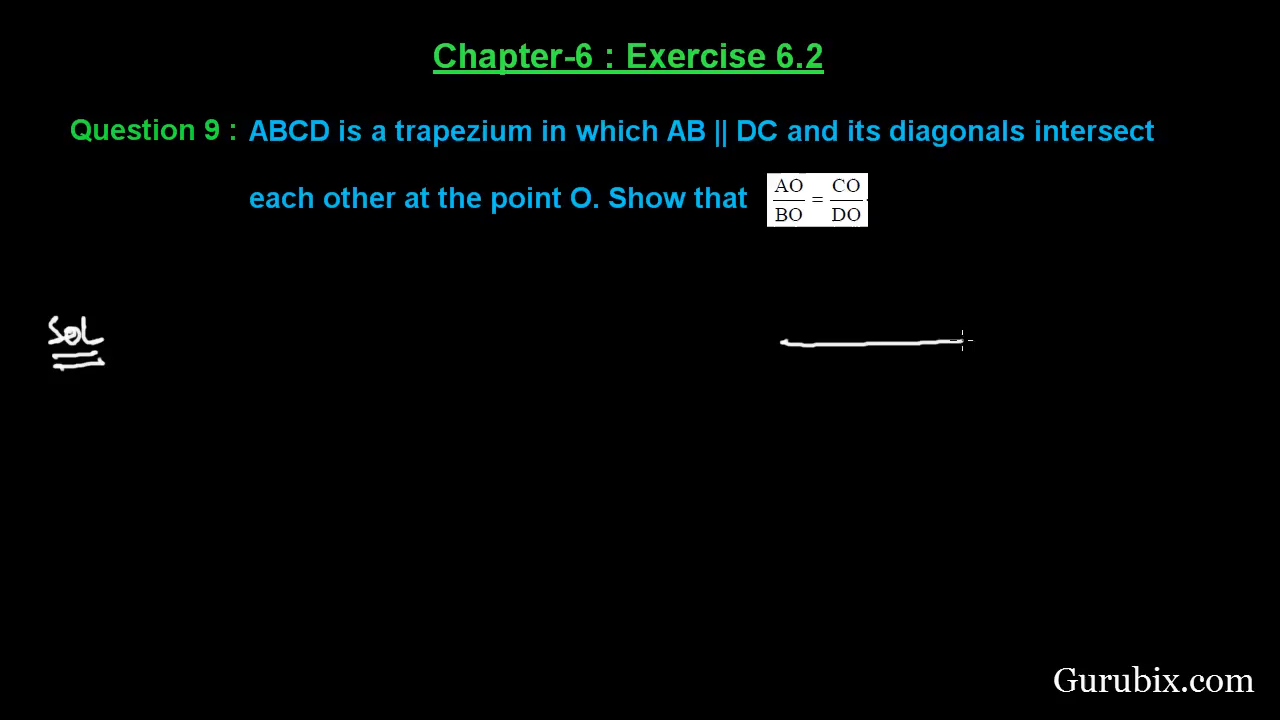 Chapter-6 : Exercise 6.2
Question 9 : ABCD is a trapezium in which AB || DC and its diagonals intersect
each other at the point O. Show that AO/BO = CO/DO.
Sol
Gurubix.com